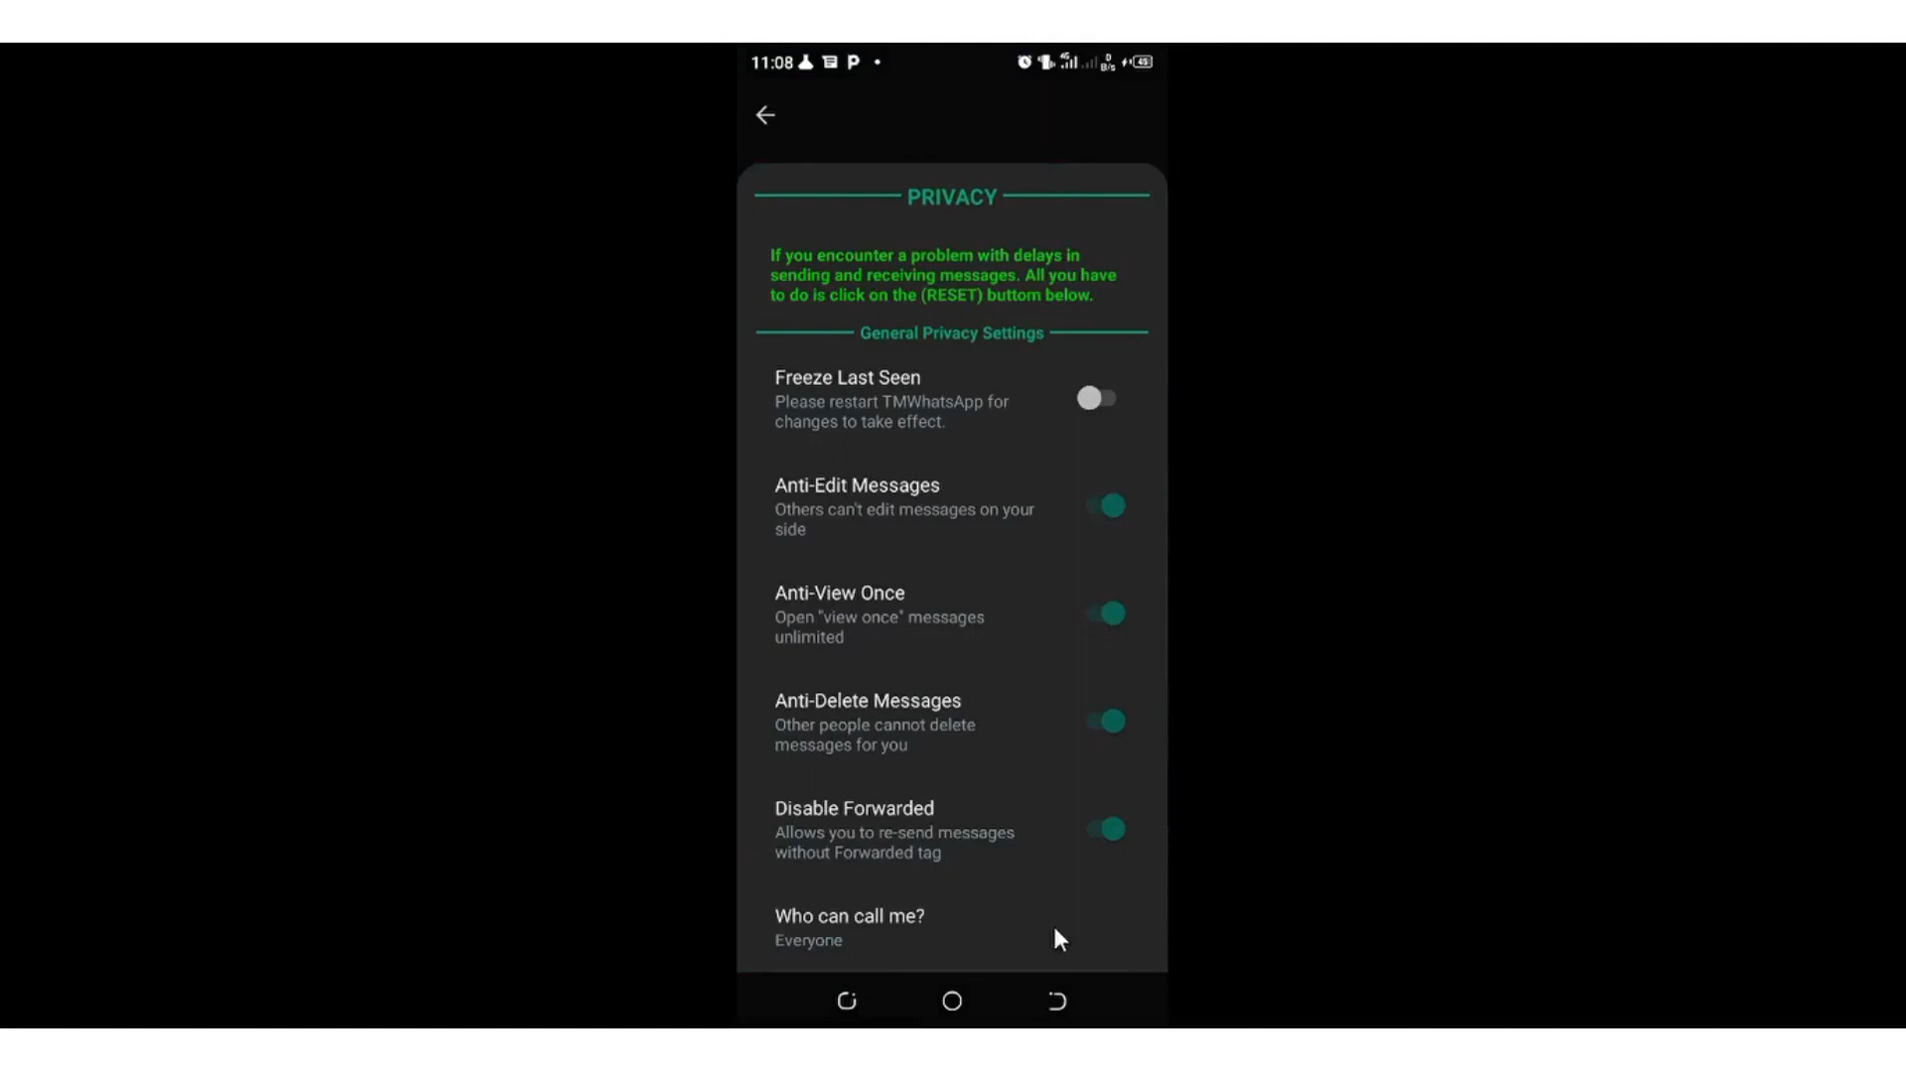 11:08 P
4G 0 B/s 45
PRIVACY
If you encounter a problem with delays in
sending and receiving messages. All you have
to do is click on the (RESET) buttom below.
General Privacy Settings
Freeze Last Seen
Please restart TMWhatsApp for
changes to take effect.
Anti-Edit Messages
Others can't edit messages on your
side
Anti-View Once
Open "view once" messages
unlimited
Anti-Delete Messages
Other people cannot delete
messages for you
Disable Forwarded
Allows you to re-send messages
without Forwarded tag
Who can call me?
Everyone